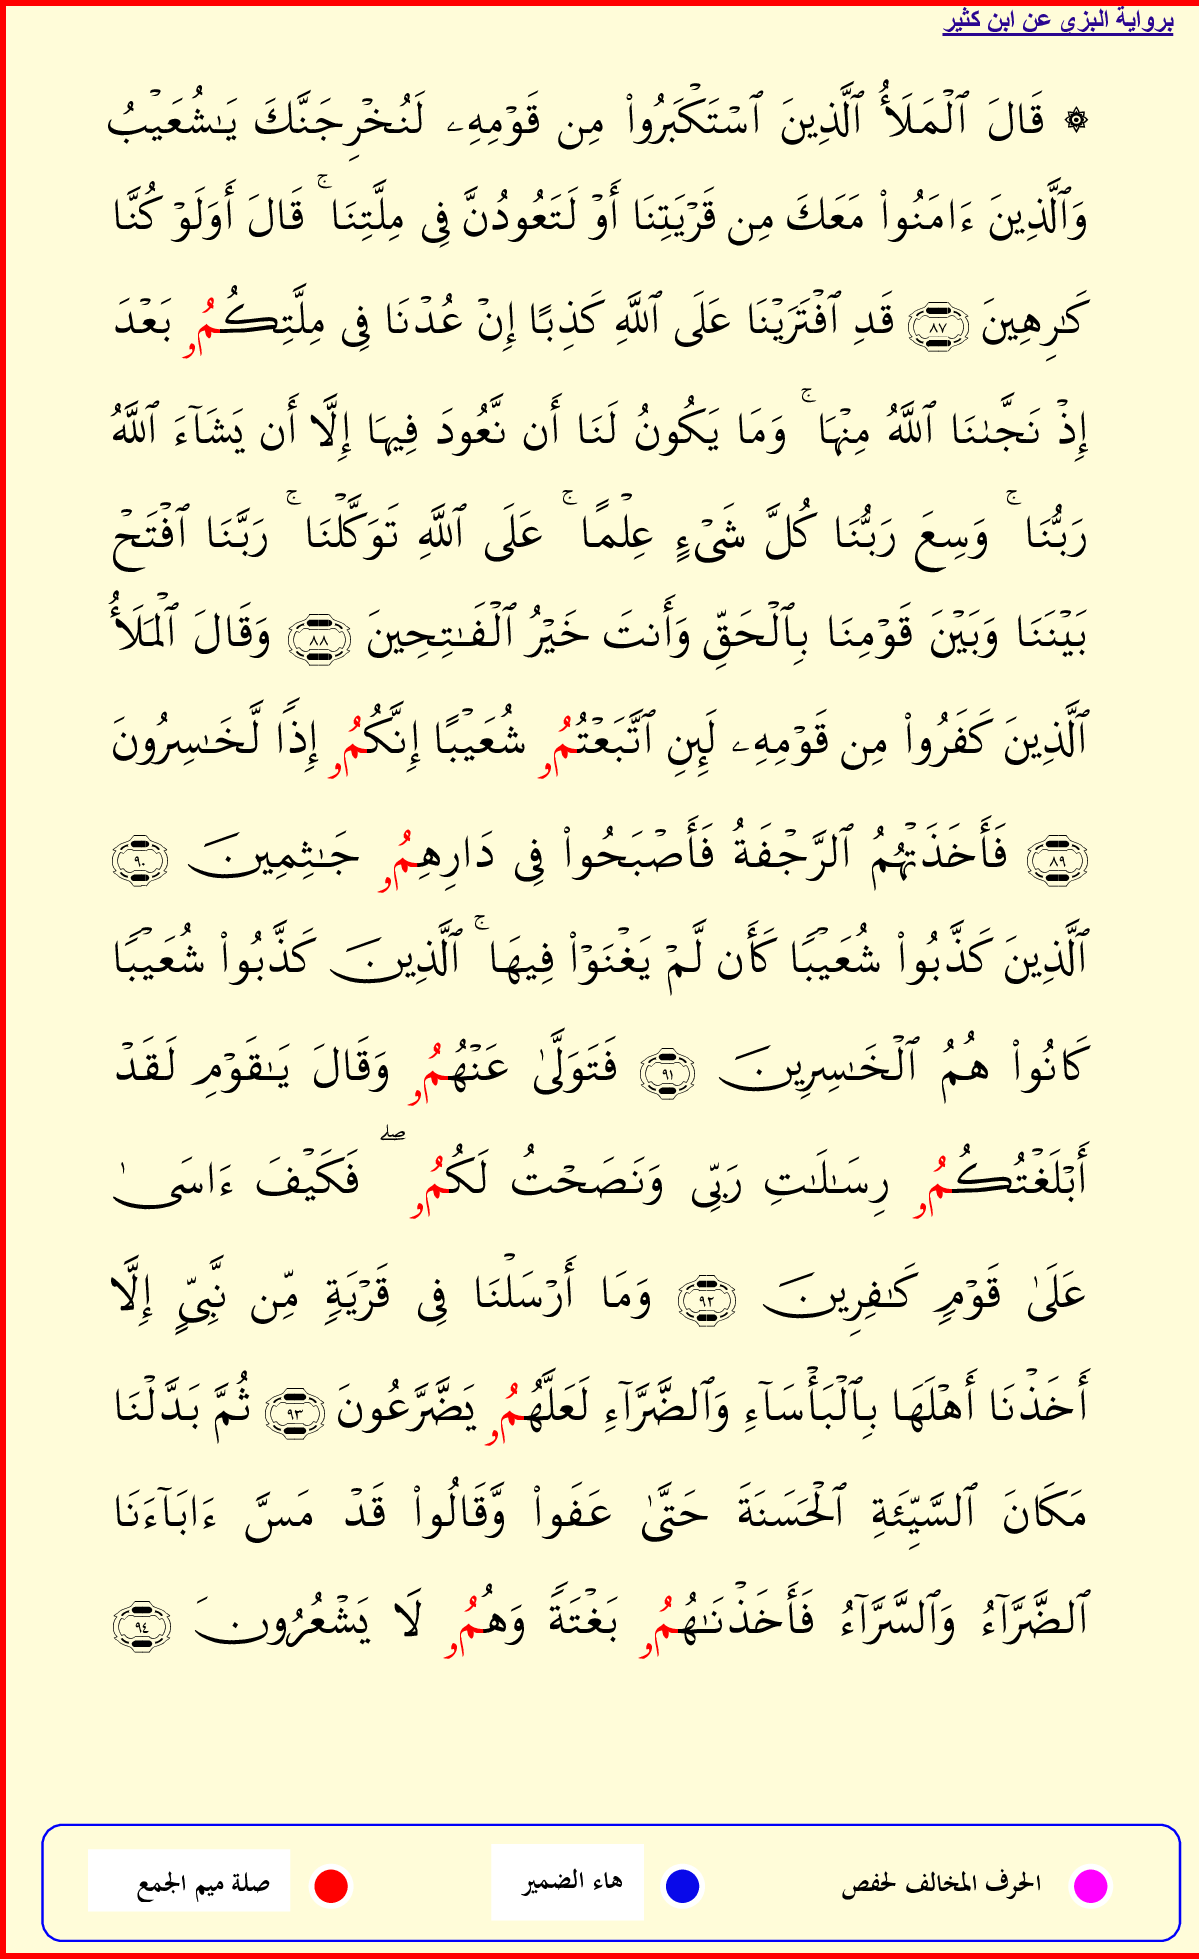 برواية البزى عن ابن كثير
۞ قَالَ ٱلْمَلَأُ ٱلَّذِينَ ٱسْتَكْبَرُوا۟ مِن قَوْمِهِۦ لَنُخْرِجَنَّكَ يَـٰشُعَيْبُ
وَٱلَّذِينَ ءَامَنُوا۟ مَعَكَ مِن قَرْيَتِنَا أَوْ لَتَعُودُنَّ فِى مِلَّتِنَا ۚ قَالَ أَوَلَوْ كُنَّا
كَـٰرِهِينَ ٨٧ قَدِ ٱفْتَرَيْنَا عَلَى ٱللَّهِ كَذِبًا إِنْ عُدْنَا فِى مِلَّتِكُمُۥ بَعْدَ
إِذْ نَجَّىٰنَا ٱللَّهُ مِنْهَا ۚ وَمَا يَكُونُ لَنَا أَن نَّعُودَ فِيهَا إِلَّا أَن يَشَآءَ ٱللَّهُ
رَبُّنَا ۚ وَسِعَ رَبُّنَا كُلَّ شَىْءٍ عِلْمًا ۚ عَلَى ٱللَّهِ تَوَكَّلْنَا ۚ رَبَّنَا ٱفْتَحْ
بَيْنَنَا وَبَيْنَ قَوْمِنَا بِٱلْحَقِّ وَأَنتَ خَيْرُ ٱلْفَـٰتِحِينَ ٨٨ وَقَالَ ٱلْمَلَأُ
ٱلَّذِينَ كَفَرُوا۟ مِن قَوْمِهِۦ لَئِنِ ٱتَّبَعْتُمُۥ شُعَيْبًا إِنَّكُمُۥ إِذًا لَّخَـٰسِرُونَ
٨٩ فَأَخَذَتْهُمُ ٱلرَّجْفَةُ فَأَصْبَحُوا۟ فِى دَارِهِمُۥ جَـٰثِمِينَ ٩٠
ٱلَّذِينَ كَذَّبُوا۟ شُعَيْبًا كَأَن لَّمْ يَغْنَوْا۟ فِيهَا ۚ ٱلَّذِينَ كَذَّبُوا۟ شُعَيْبًا
كَانُوا۟ هُمُ ٱلْخَـٰسِرِينَ ٩١ فَتَوَلَّىٰ عَنْهُمُۥ وَقَالَ يَـٰقَوْمِ لَقَدْ
أَبْلَغْتُكُمُۥ رِسَـٰلَـٰتِ رَبِّى وَنَصَحْتُ لَكُمُۥ ۖ فَكَيْفَ ءَاسَىٰ
عَلَىٰ قَوْمٍ كَـٰفِرِينَ ٩٢ وَمَا أَرْسَلْنَا فِى قَرْيَةٍ مِّن نَّبِىٍّ إِلَّا
أَخَذْنَا أَهْلَهَا بِٱلْبَأْسَآءِ وَٱلضَّرَّآءِ لَعَلَّهُمُۥ يَضَّرَّعُونَ ٩٣ ثُمَّ بَدَّلْنَا
مَكَانَ ٱلسَّيِّئَةِ ٱلْحَسَنَةَ حَتَّىٰ عَفَوا۟ وَّقَالُوا۟ قَدْ مَسَّ ءَابَآءَنَا
ٱلضَّرَّآءُ وَٱلسَّرَّآءُ فَأَخَذْنَـٰهُمُۥ بَغْتَةً وَهُمُۥ لَا يَشْعُرُونَ ٩٤
الحرف المخالف لحفص هاء الضمير صلة ميم الجمع